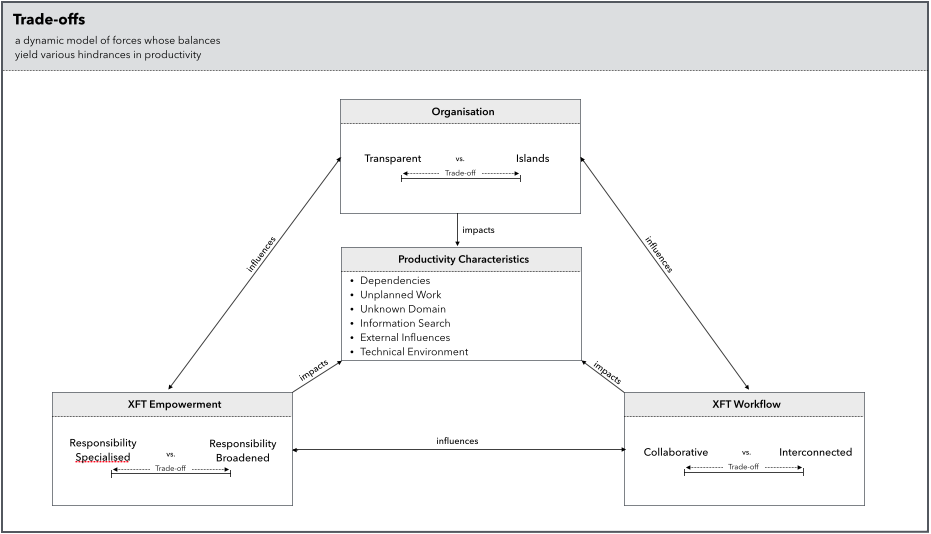 Trade-offs
a dynamic model of forces whose balances
yield various hindrances in productivity
Organisation
Transparent vs. Islands
Trade-off
influences
influences
impacts
Productivity Characteristics
• Dependencies
• Unplanned Work
• Unknown Domain
• Information Search
• External Influences
• Technical Environment
impacts
impacts
XFT Empowerment
Responsibility
Specialised
vs.
Responsibility
Broadened
Trade-off
influences
XFT Workflow
Collaborative vs. Interconnected
Trade-off